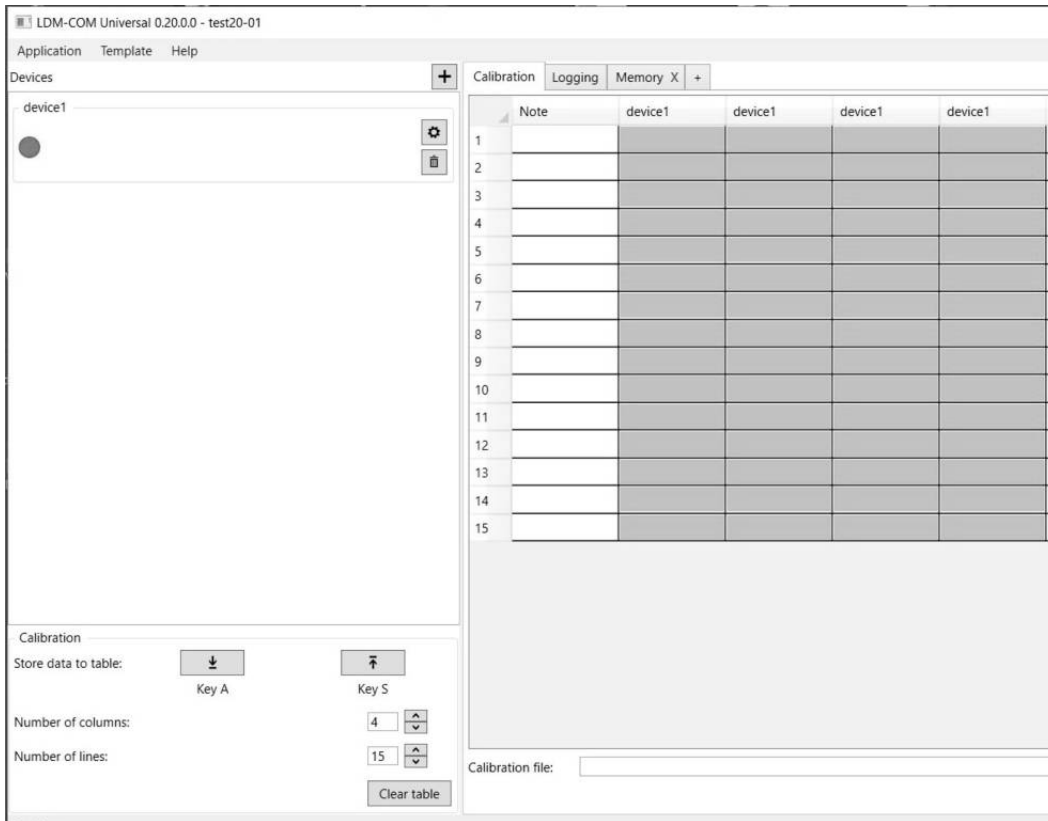 LDM-COM Universal 0.20.0.0 - test20-01
Application Template Help
Devices +
device1
Calibration Logging Memory X +
Note device1 device1 device1 device1
1
2
3
4
5
6
7
8
9
10
11
12
13
14
15
Calibration
Store data to table:
Key A Key S
Number of columns: 4
Number of lines: 15
Clear table
Calibration file: